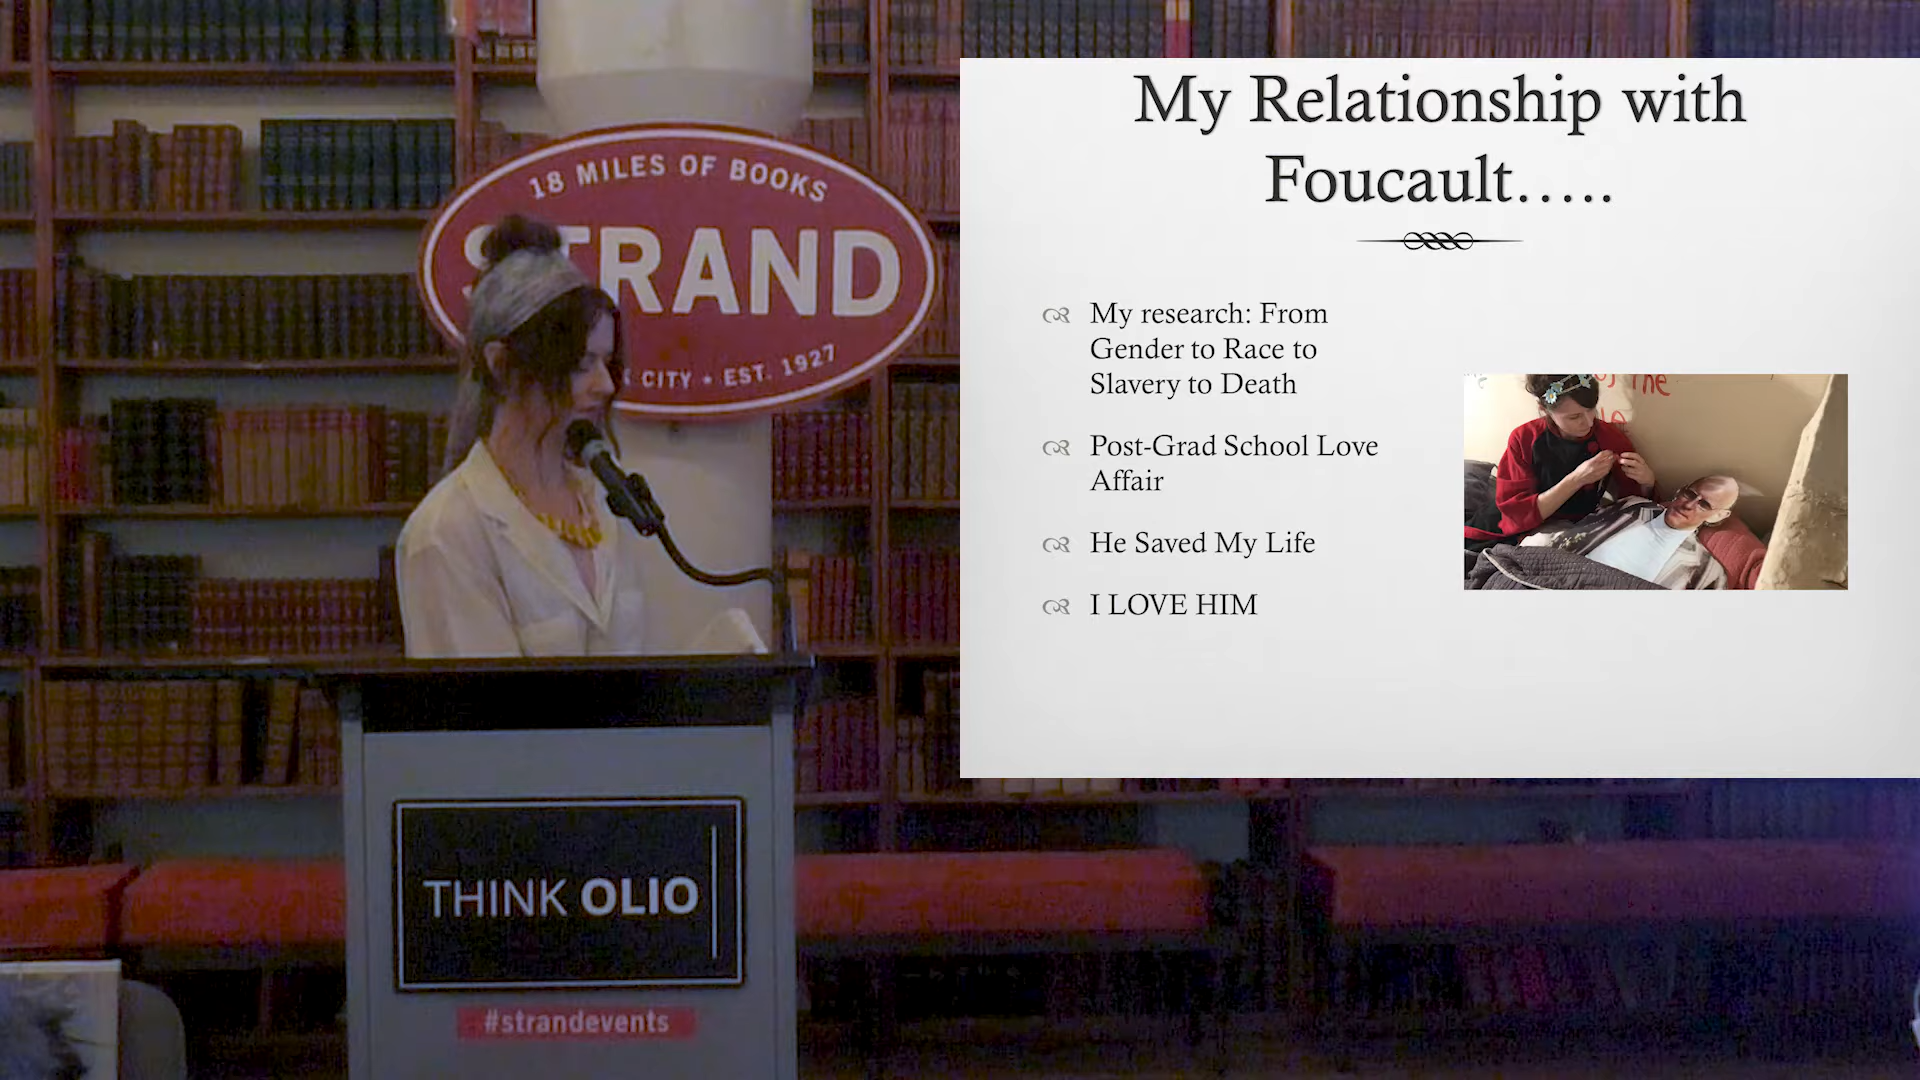 18 MILES OF BOOKS
STRAND
CITY • EST. 1927
THINK OLIO
#strandevents
My Relationship with
Foucault.....
My research: From
Gender to Race to
Slavery to Death
Post-Grad School Love
Affair
He Saved My Life
I LOVE HIM
the